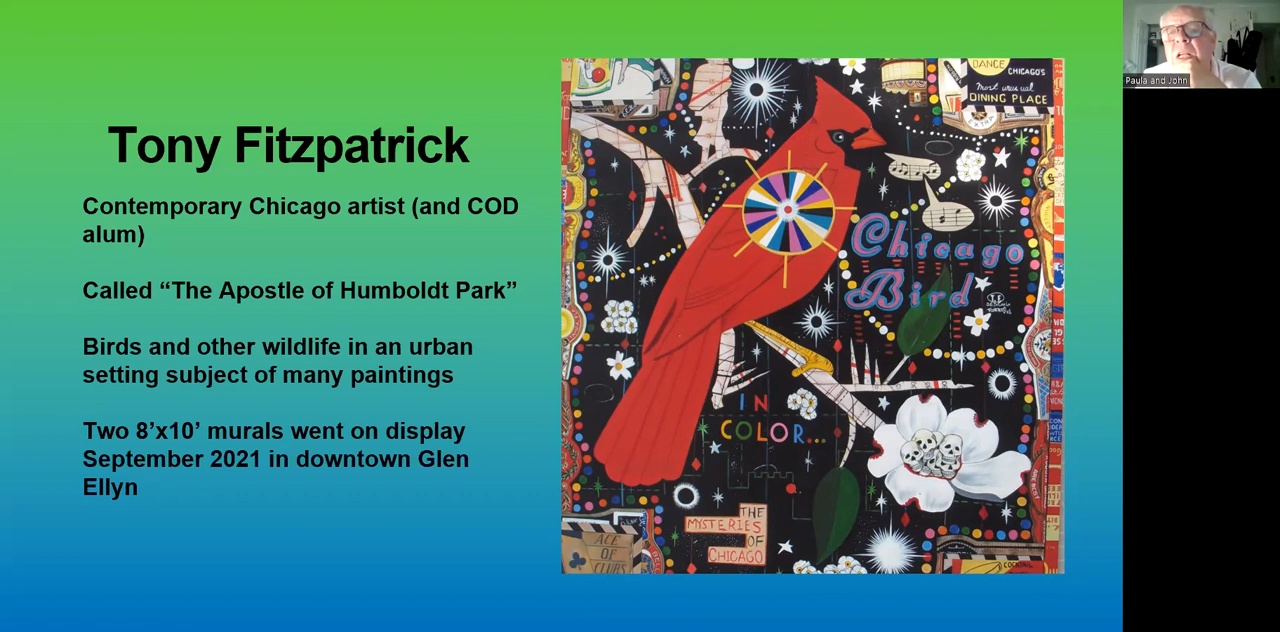 Tony Fitzpatrick
Contemporary Chicago artist (and COD
alum)
Called “The Apostle of Humboldt Park”
Birds and other wildlife in an urban
setting subject of many paintings
Two 8’x10’ murals went on display
September 2021 in downtown Glen
Ellyn
DANCE
CHICAGO'S
Most unusual
DINING PLACE
EXTRA
Chicago
Bird
IN
COLOR...
THE
MYSTERIES
OF
CHICAGO
ACE
OF
CLUBS
COCKTAIL
Paula and John